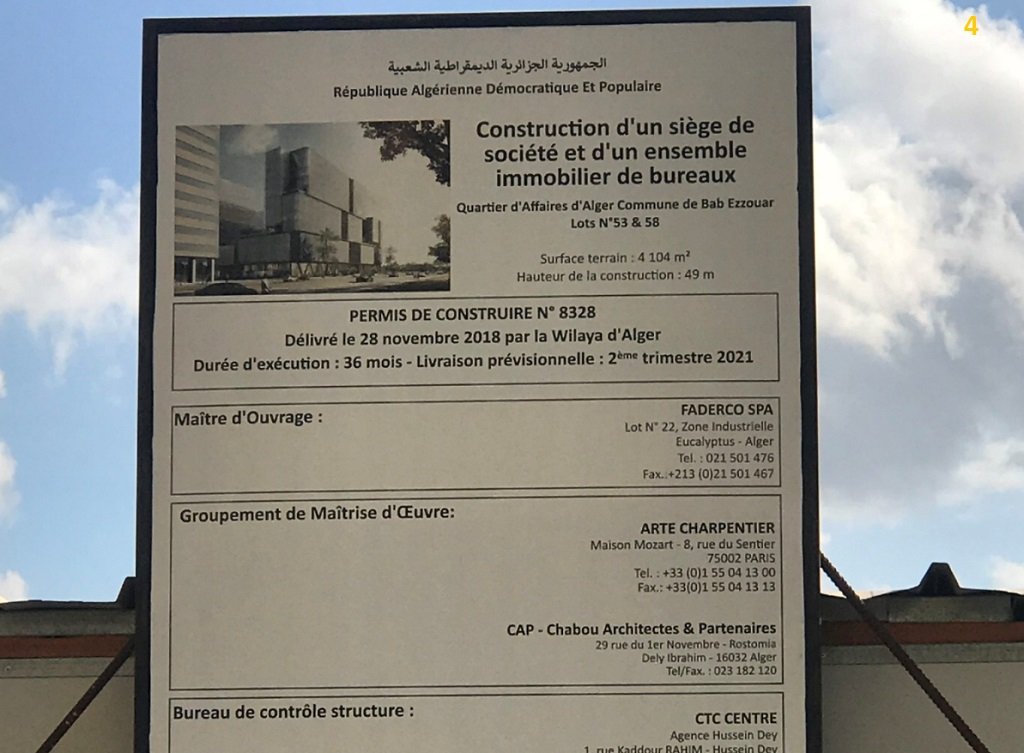 4
الجمهورية الجزائرية الديمقراطية الشعبية
République Algérienne Démocratique Et Populaire
Construction d'un siège de
société et d'un ensemble
immobilier de bureaux
Quartier d'Affaires d'Alger Commune de Bab Ezzouar
Lots N°53 & 58
Surface terrain : 4 104 m²
Hauteur de la construction : 49 m
PERMIS DE CONSTRUIRE N° 8328
Délivré le 28 novembre 2018 par la Wilaya d'Alger
Durée d'exécution : 36 mois - Livraison prévisionnelle : 2ème trimestre 2021
Maître d'Ouvrage :
FADERCO SPA
Lot N° 22, Zone Industrielle
Eucalyptus - Alger
Tel. : 021 501 476
Fax.:+213 (0)21 501 467
Groupement de Maîtrise d'Œuvre:
ARTE CHARPENTIER
Maison Mozart - 8, rue du Sentier
75002 PARIS
Tel. : +33 (0)1 55 04 13 00
Fax.: +33(0)1 55 04 13 13
CAP - Chabou Architectes & Partenaires
29 rue du 1er Novembre - Rostomia
Dely Ibrahim - 16032 Alger
Tel/Fax. : 023 182 120
Bureau de contrôle structure :
CTC CENTRE
Agence Hussein Dey
1, rue Kaddour RAHIM - Hussein Dey